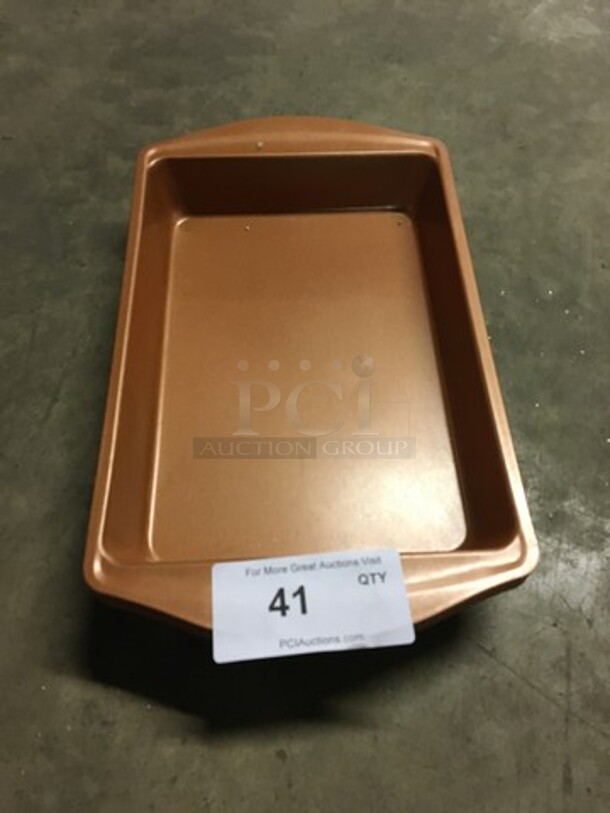 PCI
AUCTION GROUP
For More Great Auctions Visit
41 QTY
PCIAuctions.com